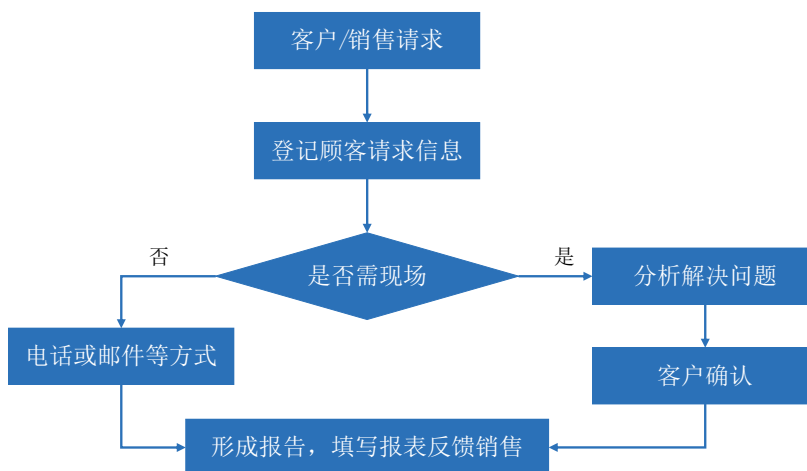 客户/销售请求
登记顾客请求信息
否
是否需现场
是
分析解决问题
电话或邮件等方式
客户确认
形成报告，填写报表反馈销售